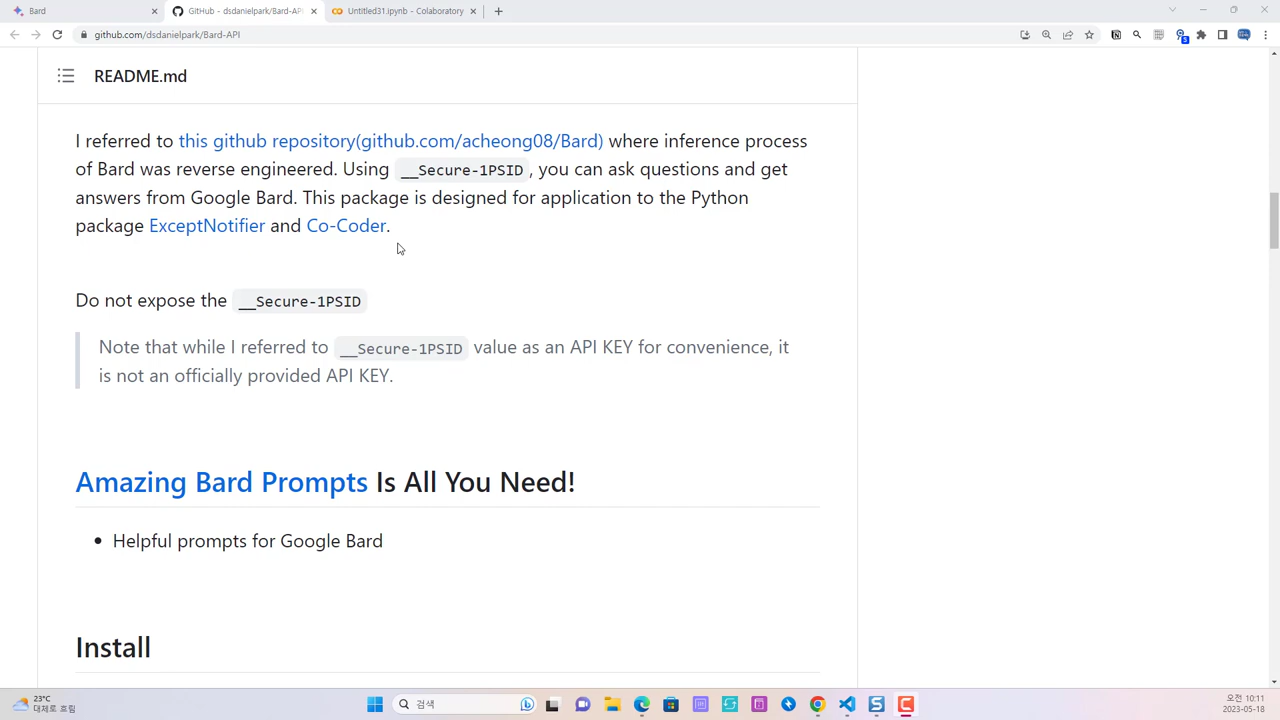 Bard
GitHub - dsdanielpark/Bard-API
Untitled31.ipynb - Colaboratory
github.com/dsdanielpark/Bard-API
README.md
I referred to this github repository(github.com/acheong08/Bard) where inference process
of Bard was reverse engineered. Using __Secure-1PSID, you can ask questions and get
answers from Google Bard. This package is designed for application to the Python
package ExceptNotifier and Co-Coder.
Do not expose the __Secure-1PSID
Note that while I referred to __Secure-1PSID value as an API KEY for convenience, it
is not an officially provided API KEY.
Amazing Bard Prompts Is All You Need!
Helpful prompts for Google Bard
Install
23°C
대체로 흐림
검색
오전 10:11
2023-05-18